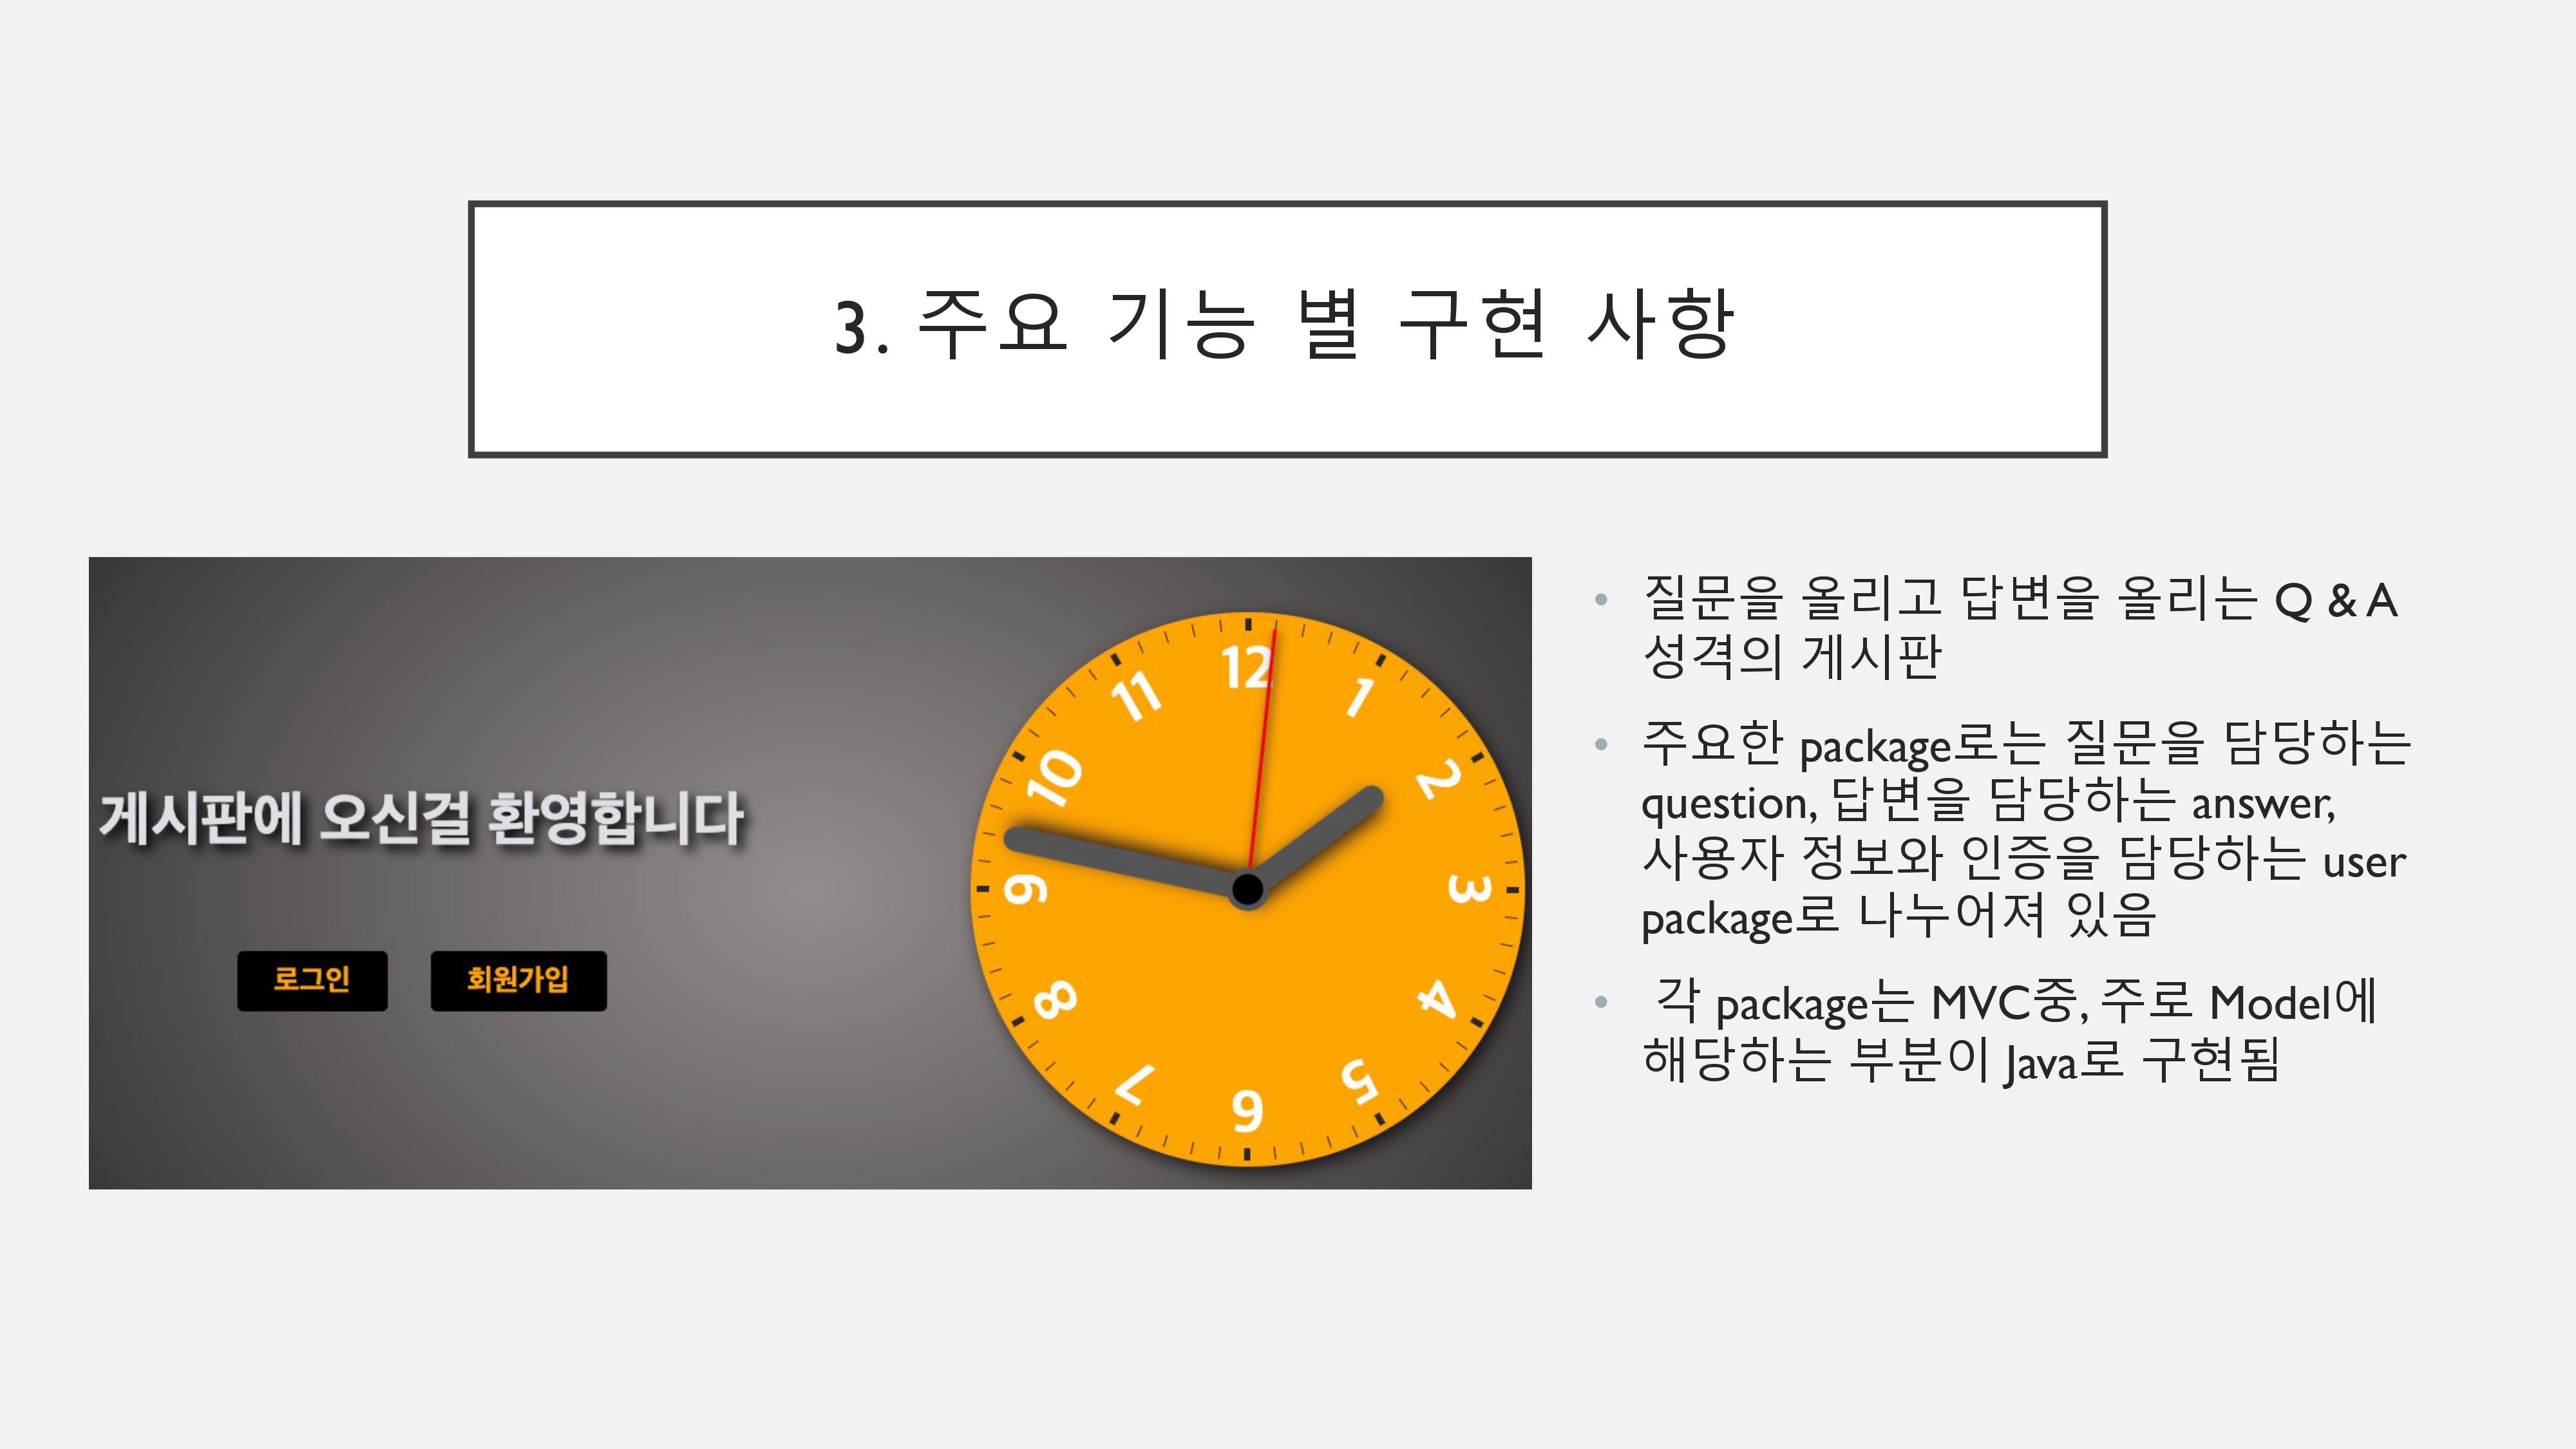 3. 주요 기능 별 구현 사항
게시판에 오신걸 환영합니다
로그인
회원가입
12
1
2
3
4
5
6
7
8
9
10
11
• 질문을 올리고 답변을 올리는 Q & A
성격의 게시판
• 주요한 package로는 질문을 담당하는
question, 답변을 담당하는 answer,
사용자 정보와 인증을 담당하는 user
package로 나누어져 있음
• 각 package는 MVC중, 주로 Model에
해당하는 부분이 Java로 구현됨